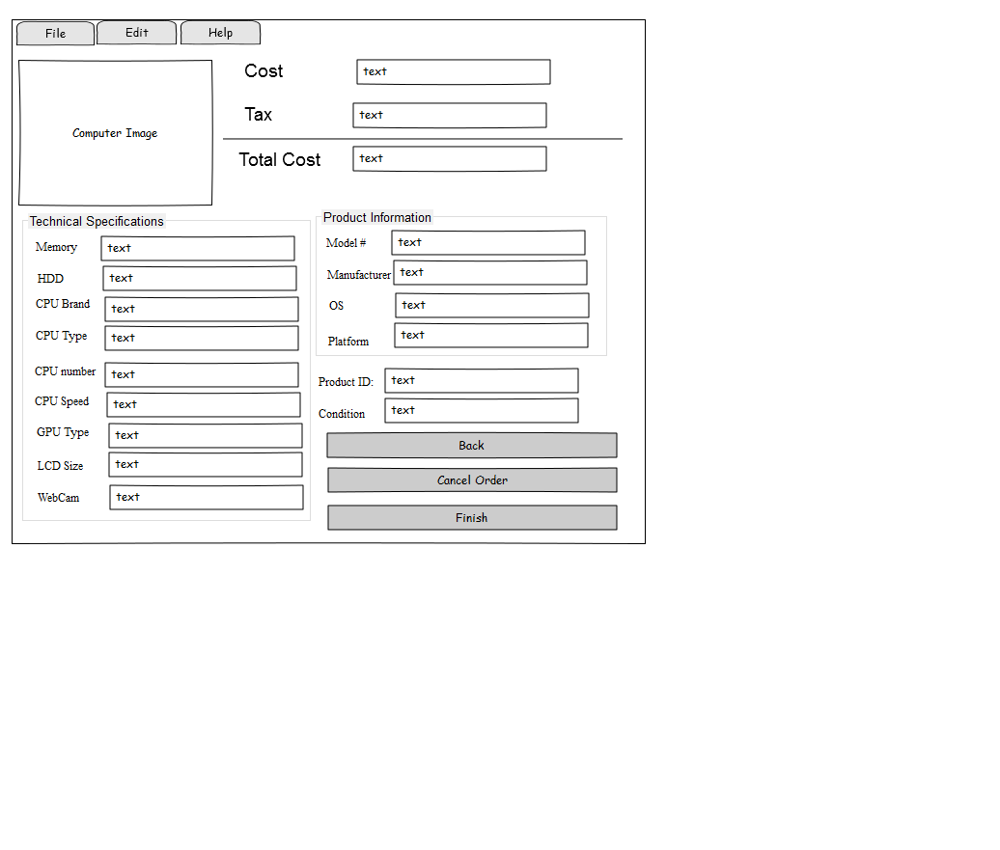 File Edit Help
Computer Image
Cost text
Tax text
Total Cost text
Technical Specifications
Memory text
HDD text
CPU Brand text
CPU Type text
CPU number text
CPU Speed text
GPU Type text
LCD Size text
WebCam text
Product Information
Model # text
Manufacturer text
OS text
Platform text
Product ID: text
Condition text
Back
Cancel Order
Finish